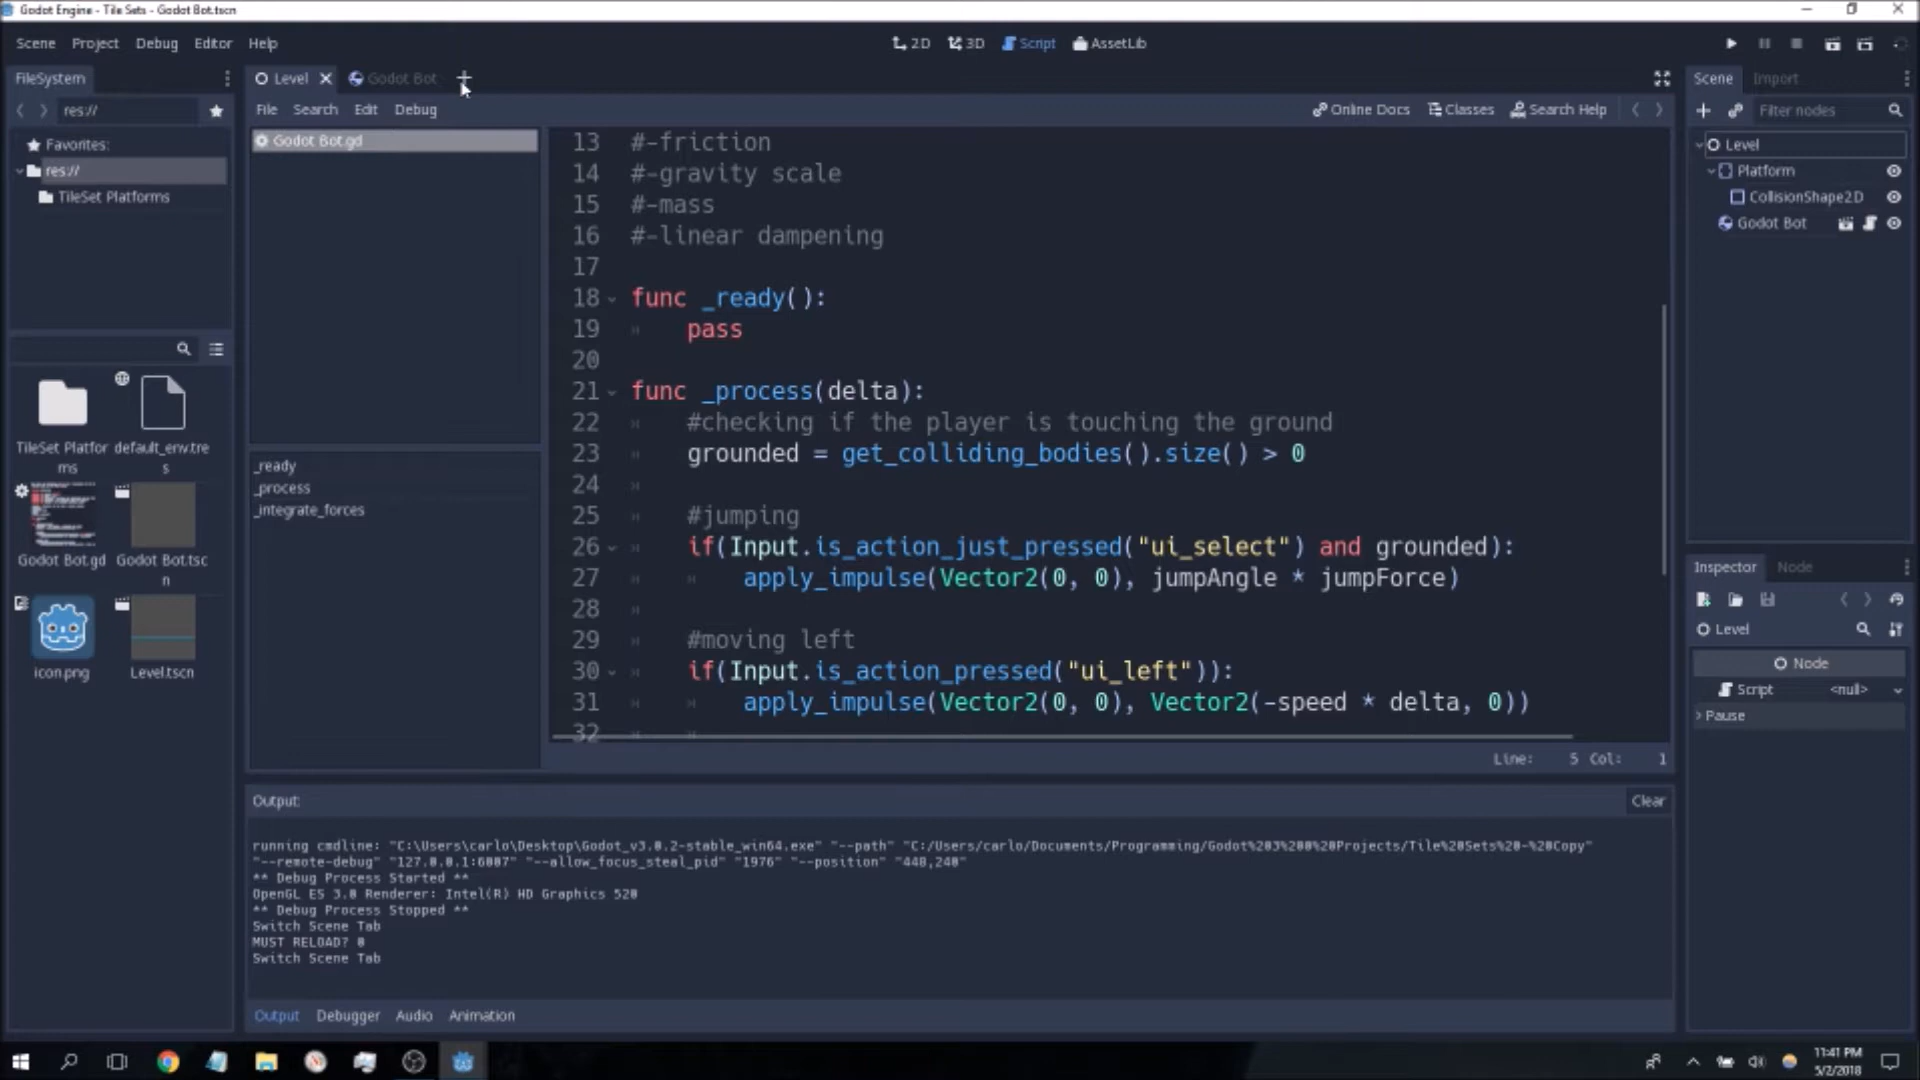 Godot Engine - Tile Sets - Godot Bot.tscn
Scene Project Debug Editor Help
2D 3D Script AssetLib
FileSystem
res://
Favorites:
res://
TileSet Platforms
TileSet Platfor
ms
default_env.tre
s
Godot Bot.gd
Godot Bot.tsc
n
icon.png
Level.tscn
Level
Godot Bot
File Search Edit Debug
Online Docs Classes Search Help
Godot Bot.gd
_ready
_process
_integrate_forces
13 #-friction
14 #-gravity scale
15 #-mass
16 #-linear dampening
17
18 func _ready():
19 pass
20
21 func _process(delta):
22 #checking if the player is touching the ground
23 grounded = get_colliding_bodies().size() > 0
24
25 #jumping
26 if(Input.is_action_just_pressed("ui_select") and grounded):
27 apply_impulse(Vector2(0, 0), jumpAngle * jumpForce)
28
29 #moving left
30 if(Input.is_action_pressed("ui_left")):
31 apply_impulse(Vector2(0, 0), Vector2(-speed * delta, 0))
32
Line: 5 Col: 1
Output:
Clear
running cmdline: "C:\Users\carlo\Desktop\Godot_v3.0.2-stable_win64.exe" "--path" "C:/Users/carlo/Documents/Programming/Godot%203%200%20Projects/Tile%20Sets%20-%20Copy"
"--remote-debug" "127.0.0.1:6007" "--allow_focus_steal_pid" "1976" "--position" "448,240"
** Debug Process Started **
OpenGL ES 3.0 Renderer: Intel(R) HD Graphics 520
** Debug Process Stopped **
Switch Scene Tab
MUST RELOAD? 0
Switch Scene Tab
Output Debugger Audio Animation
Scene Import
Filter nodes
Level
Platform
CollisionShape2D
Godot Bot
Inspector Node
Level
Node
Script <null>
Pause
11:41 PM
5/2/2018